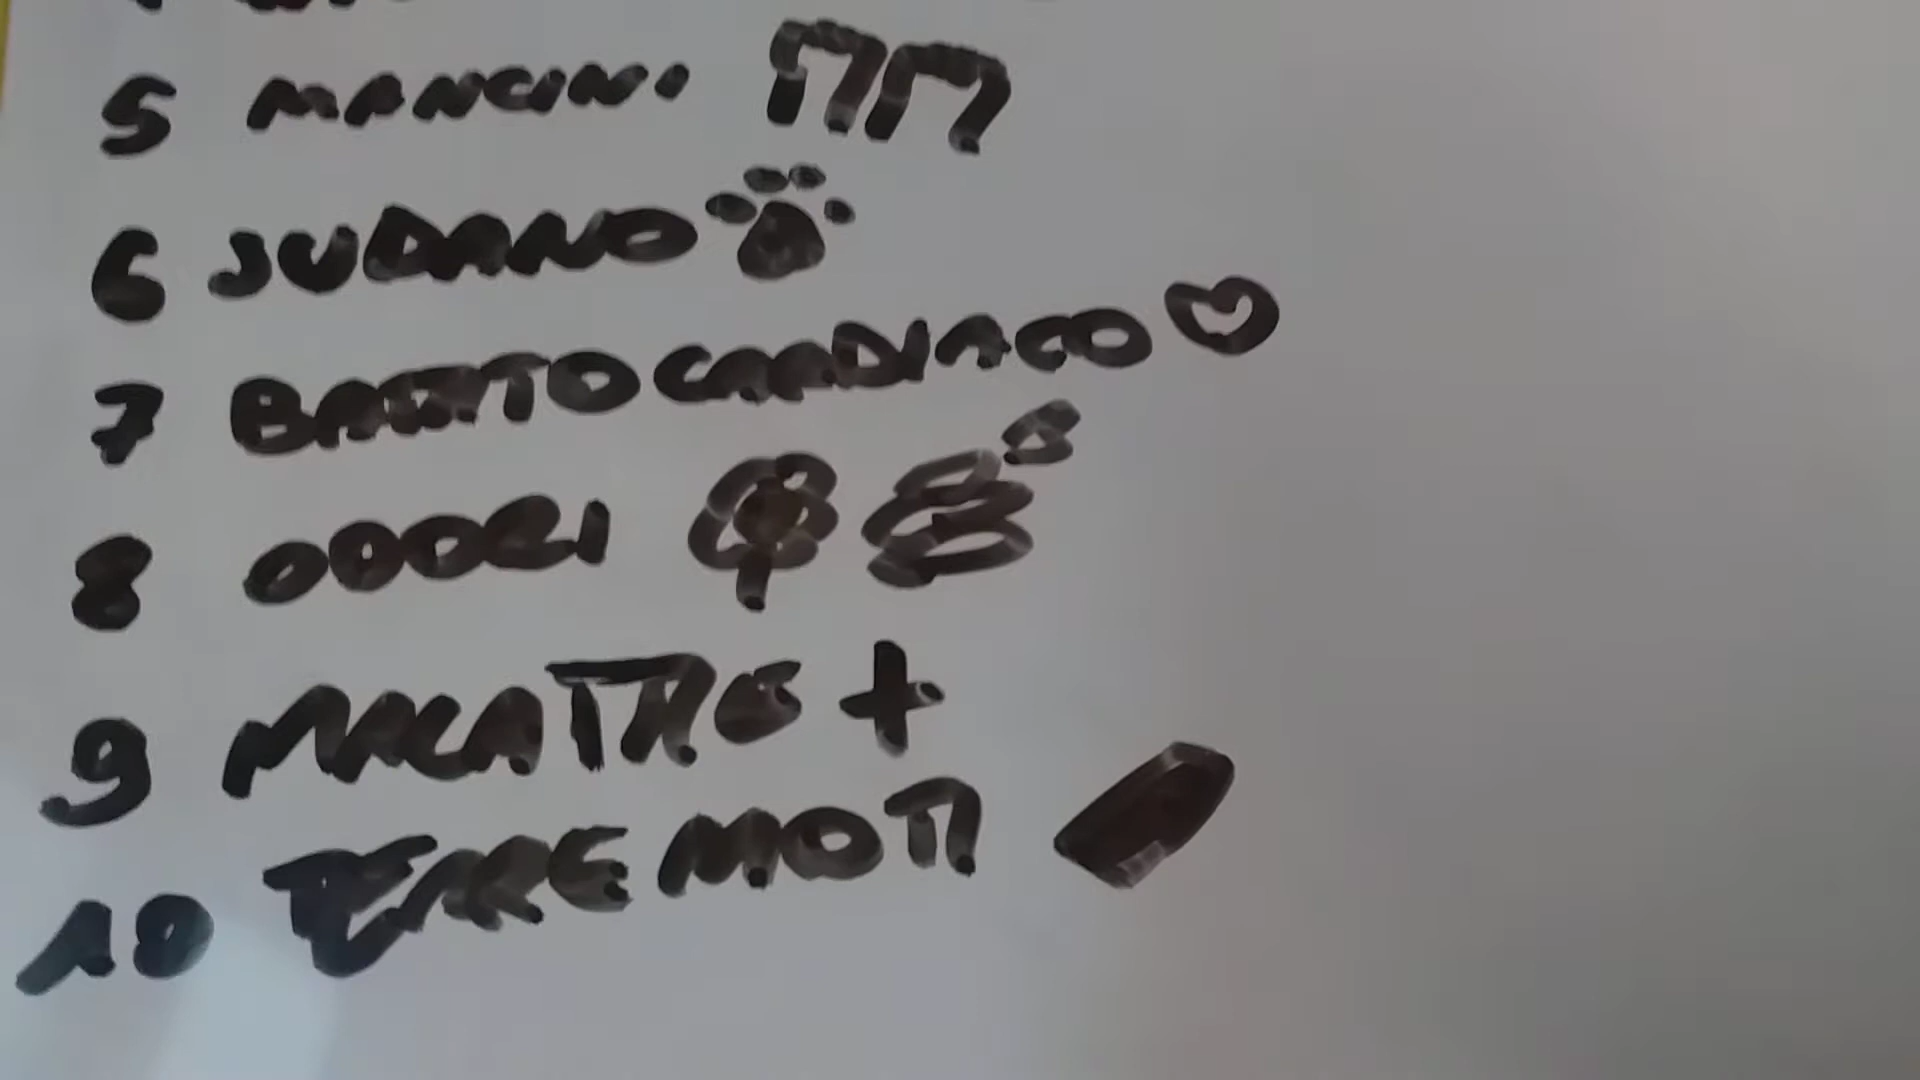 5 MANCINI
6 SUDANO
7 BATTITO CARDIACO
8 ODORI
9 MALATTIE +
10 TERREMOTI